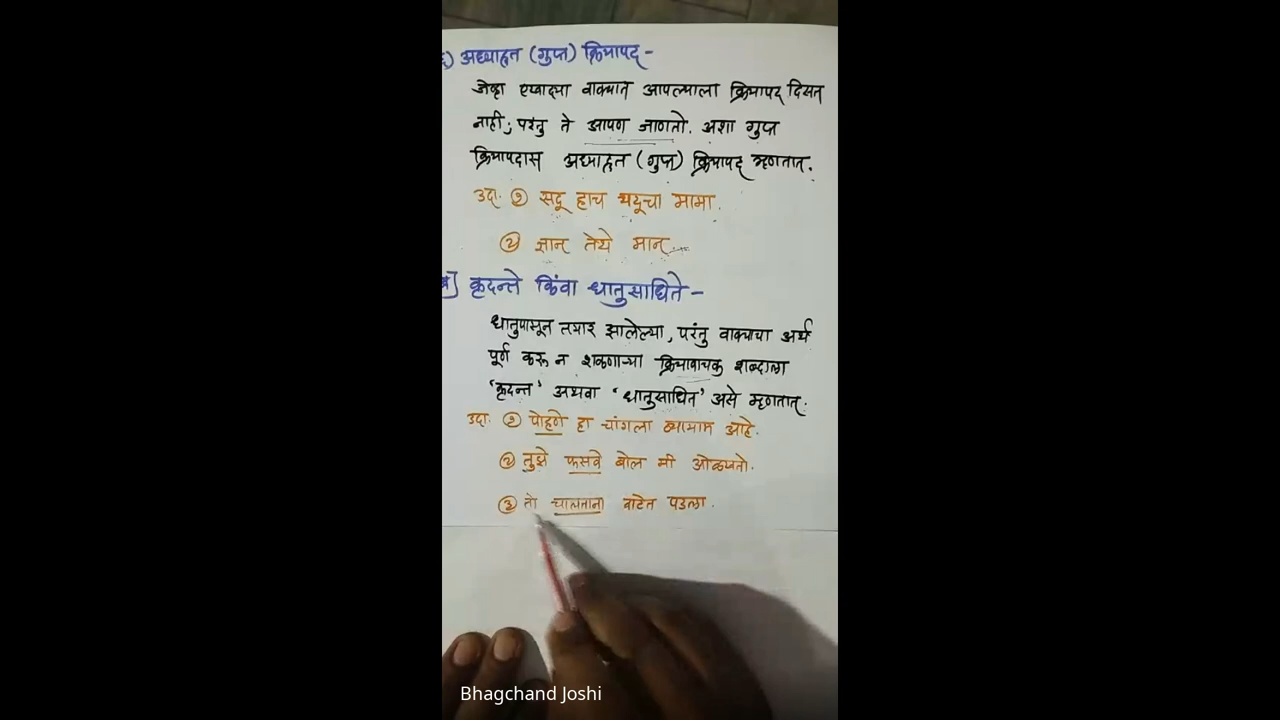 ६) अध्याहृत (गुप्त) क्रियापद -
जेव्हा एखाद्या वाक्यात आपल्याला क्रियापद दिसत
नाही; परंतु ते आपण जाणतो. अशा गुप्त
क्रियापदास अध्याहृत (गुप्त) क्रियापद म्हणतात.
उदा. १ सदू हाच यदूचा मामा.
२ ज्ञान तेथे मान
ब] कृदन्ते किंवा धातुसाधिते -
धातुपासून तयार झालेल्या, परंतु वाक्याचा अर्थ
पूर्ण करू न शकणाऱ्या क्रियावाचक शब्दाला
'कृदन्त' अथवा 'धातुसाधित' असे म्हणतात.
उदा. १ पोहणे हा चांगला व्यायाम आहे.
२ तुझे फसवे बोल मी ओळखतो.
३ तो चालताना वाटेत पडला.
Bhagchand Joshi